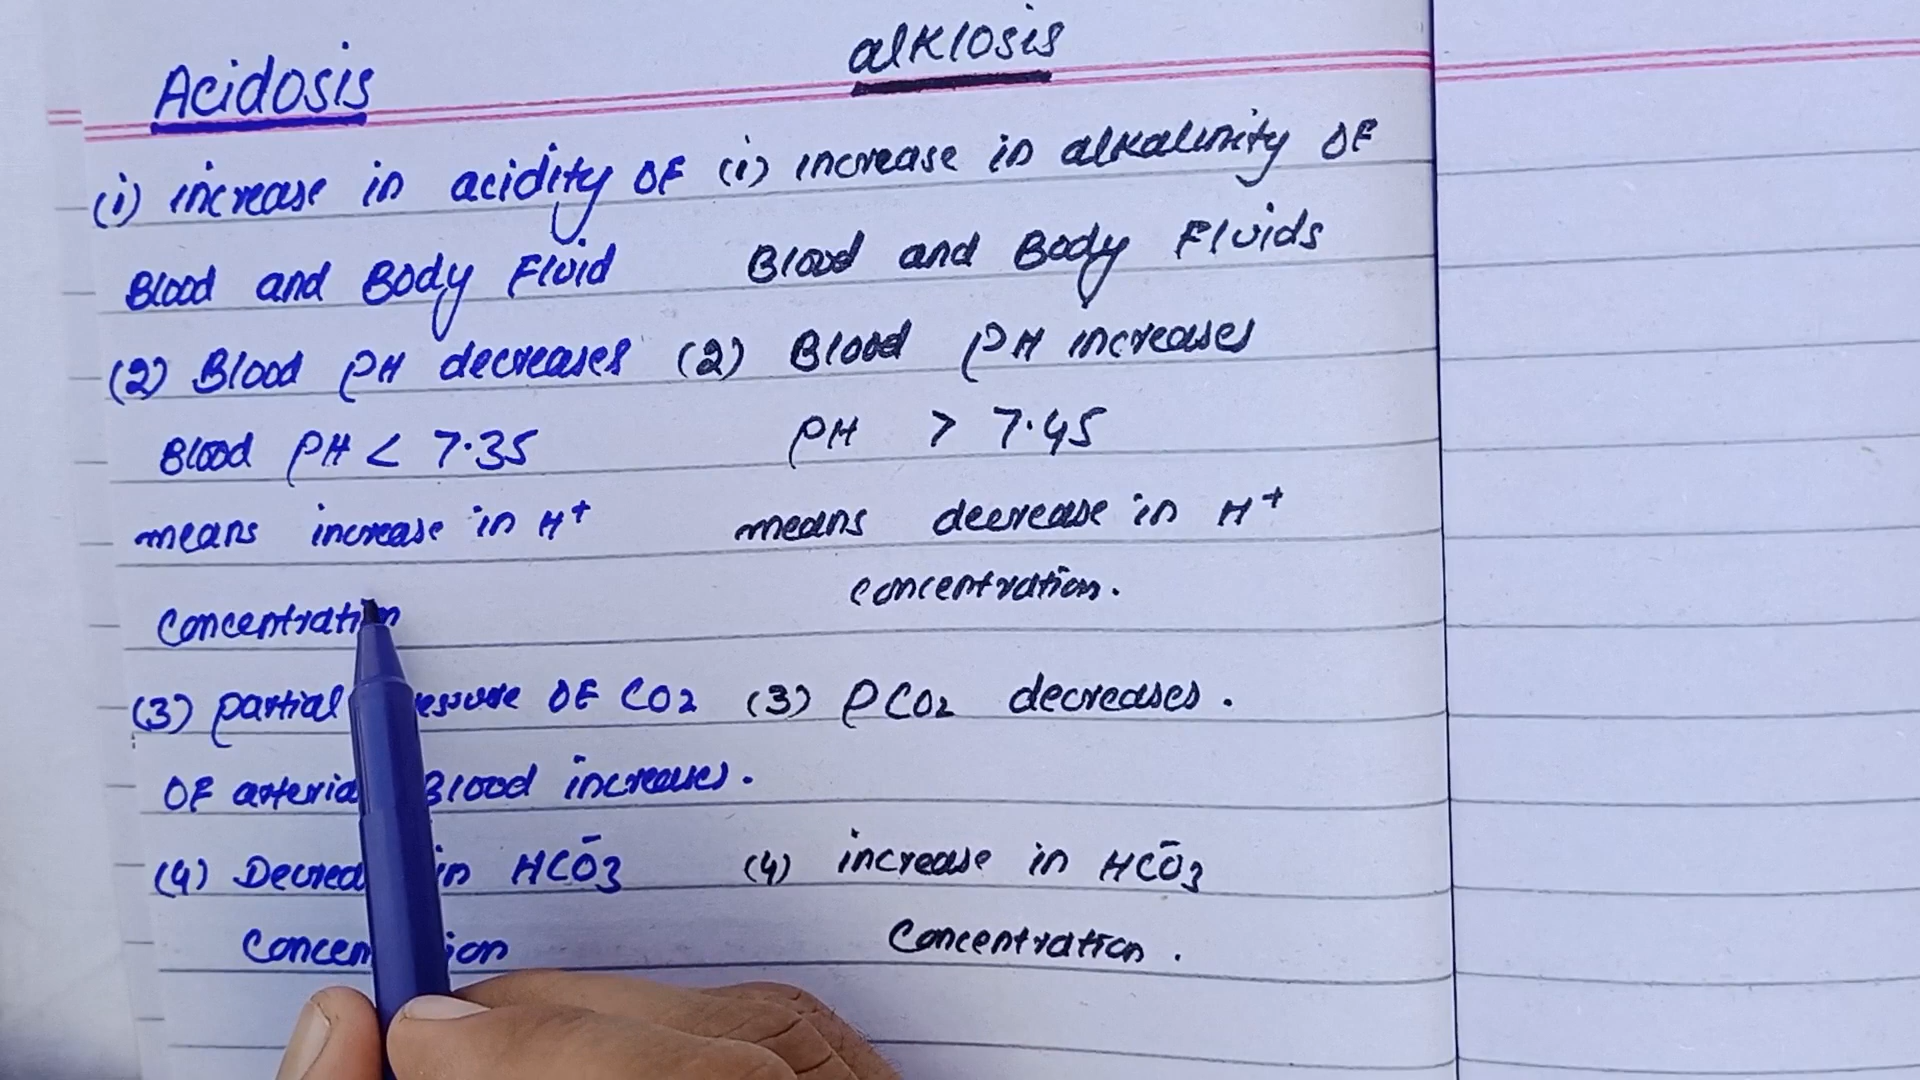 Acidosis
alklosis
(i) increase in acidity OF
Blood and Body Fluid
(2) Blood PH decreases
Blood PH < 7.35
means increase in H+
Concentration
(3) partial OF CO2
OF Blood increases.
(4) in HCO3-
(i) increase in alkalinity OF
Blood and Body Fluids
(2) Blood PH increases
PH > 7.45
means decrease in H+
concentration.
(3) PCO2 decreases.
(4) increase in HCO3-
Concentration.